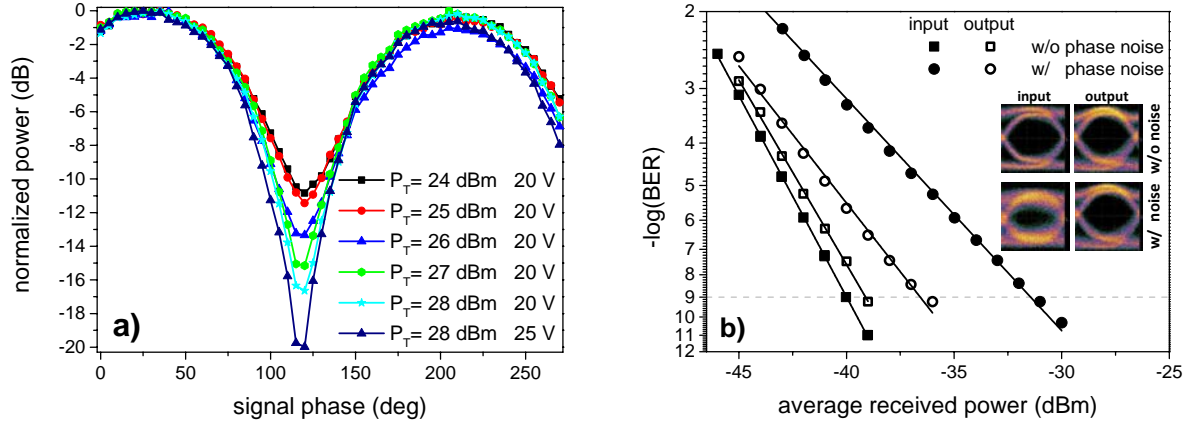 normalized power (dB)
0
-2
-4
-6
-8
-10
-12
-14
-16
-18
-20
0 50 100 150 200 250
signal phase (deg)
P_T= 24 dBm 20 V
P_T= 25 dBm 20 V
P_T= 26 dBm 20 V
P_T= 27 dBm 20 V
P_T= 28 dBm 20 V
P_T= 28 dBm 25 V
a)
-log(BER)
2
3
4
5
6
7
8
9
10
11
12
-45 -40 -35 -30 -25
average received power (dBm)
input output
w/o phase noise
w/ phase noise
input output
w/o noise
w/ noise
b)